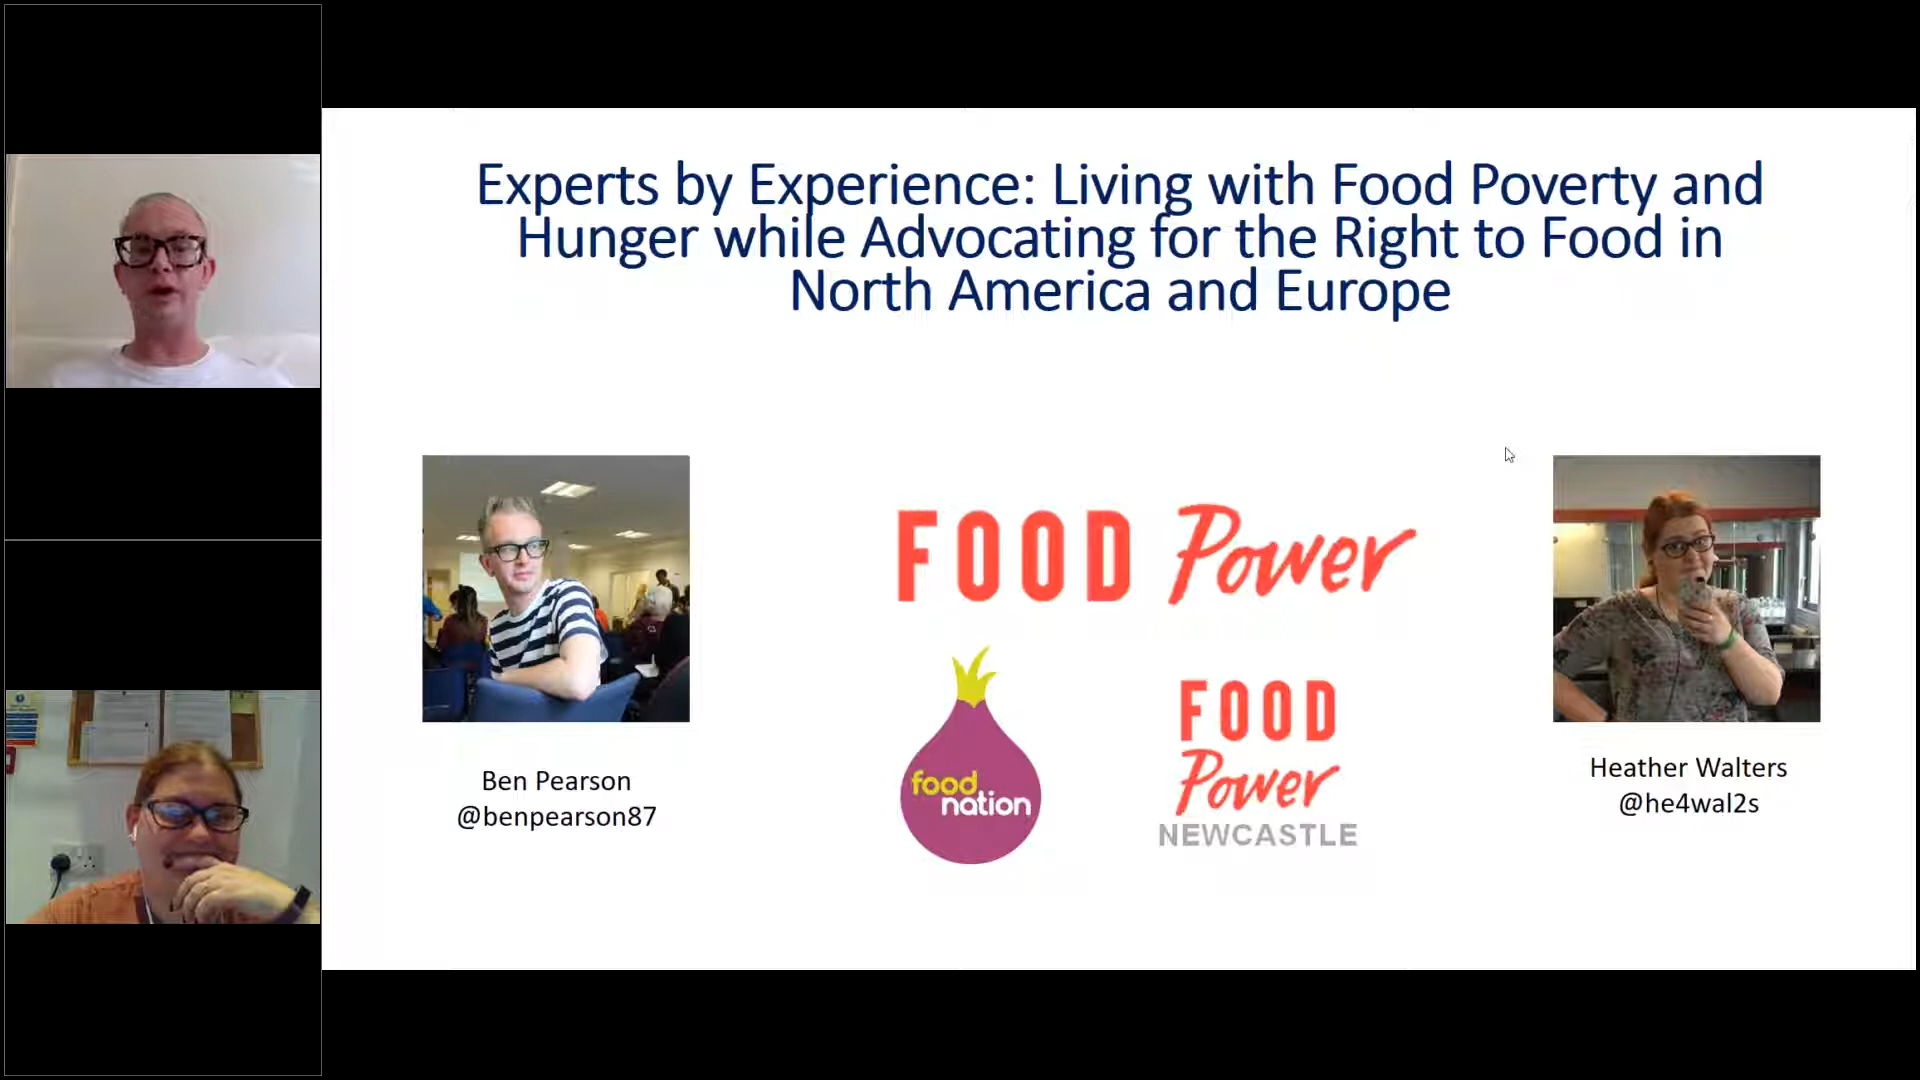 Experts by Experience: Living with Food Poverty and
Hunger while Advocating for the Right to Food in
North America and Europe
FOOD Power
food
nation
FOOD
Power
NEWCASTLE
Ben Pearson
@benpearson87
Heather Walters
@he4wal2s